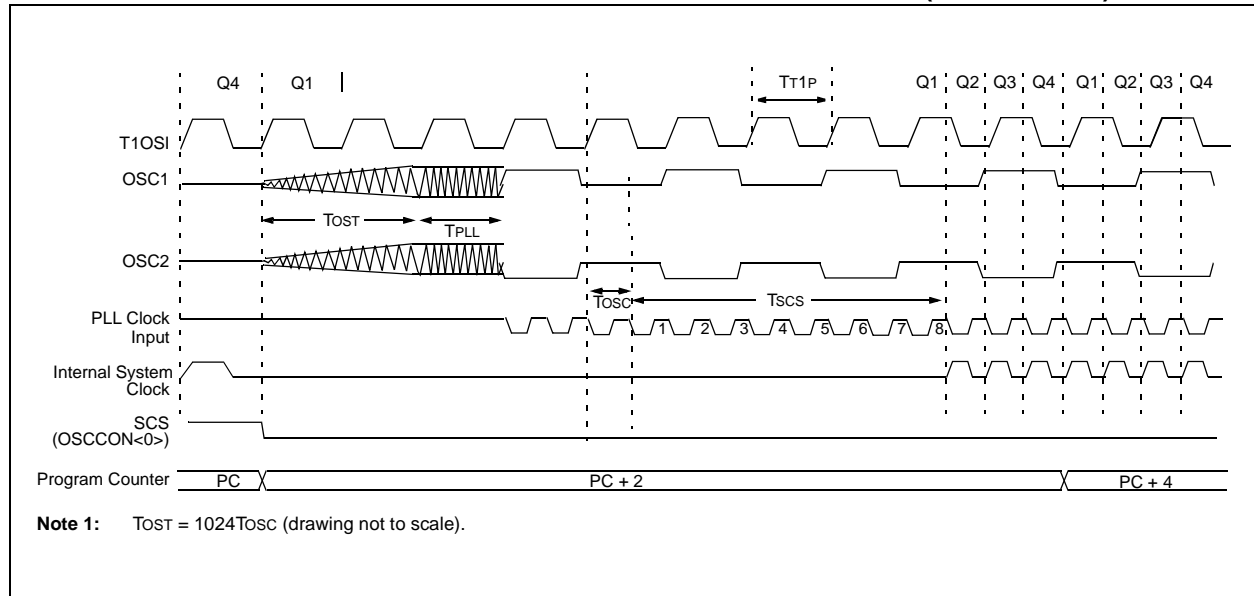 Q4 Q1 TT1P Q1 Q2 Q3 Q4 Q1 Q2 Q3 Q4
T1OSI
OSC1
TOST TPLL
OSC2
TOSC TSCS
PLL Clock
Input
1 2 3 4 5 6 7 8
Internal System
Clock
SCS
(OSCCON<0>)
Program Counter PC PC + 2 PC + 4
Note 1: TOST = 1024TOSC (drawing not to scale).